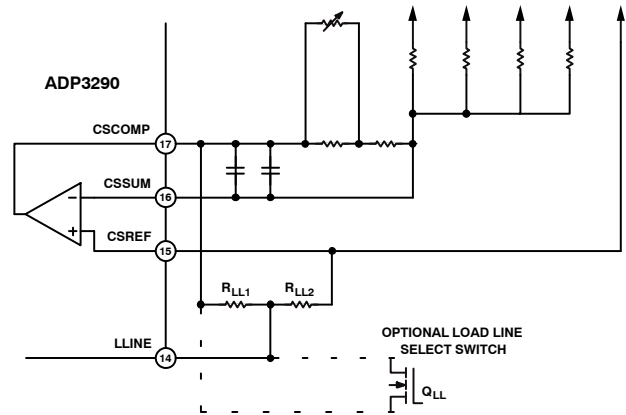 ADP3290
CSCOMP
17
CSSUM
16
CSREF
15
RLL1
RLL2
LLINE
14
OPTIONAL LOAD LINE
SELECT SWITCH
QLL
−
+